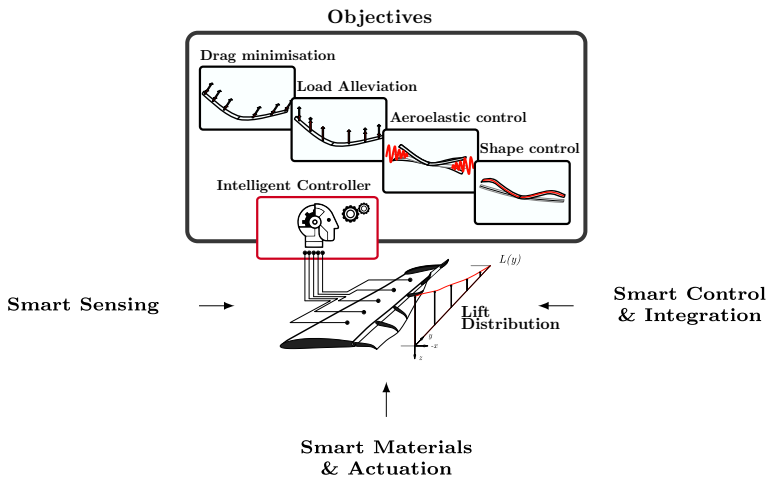 Objectives
Drag minimisation
Load Alleviation
Aeroelastic control
Shape control
Intelligent Controller
L(y)
Smart Sensing
Lift
Distribution
Smart Control
& Integration
y
-x
z
Smart Materials
& Actuation